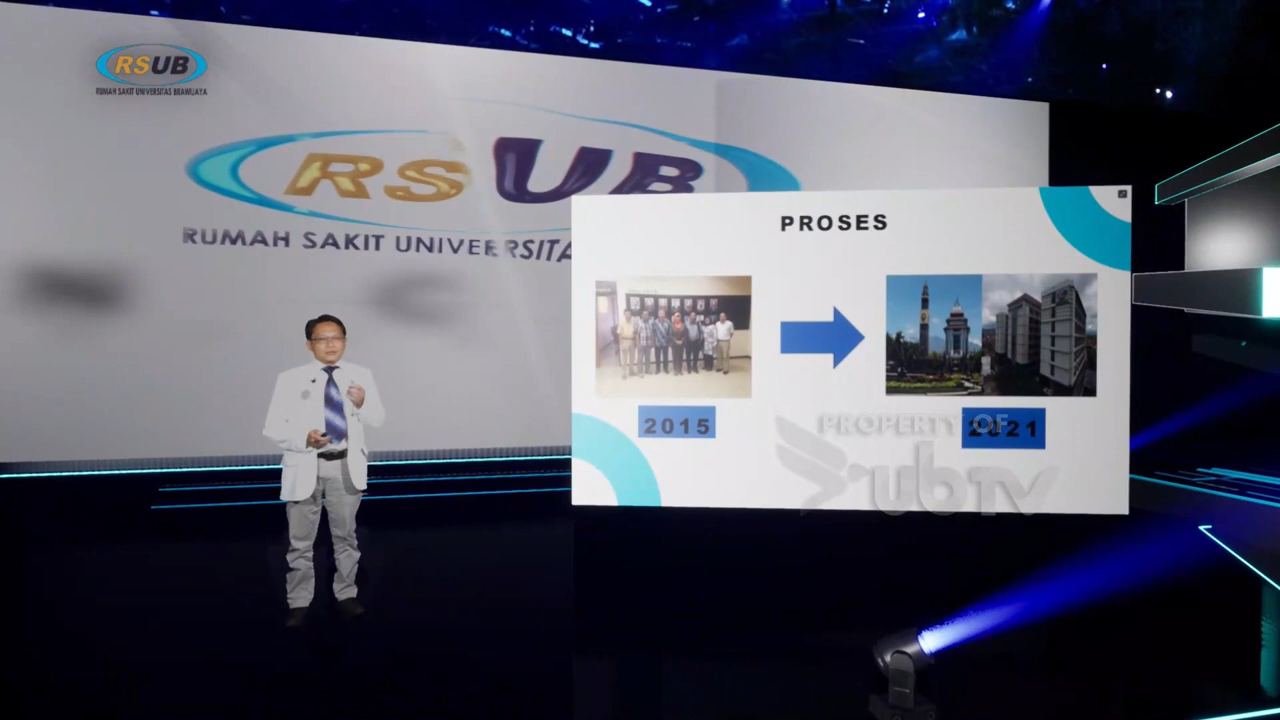 RSUB
RUMAH SAKIT UNIVERSITAS BRAWIJAYA
RSUB
RUMAH SAKIT UNIVERSITA
PROSES
2015
2021
PROPERTY OF
ubTV